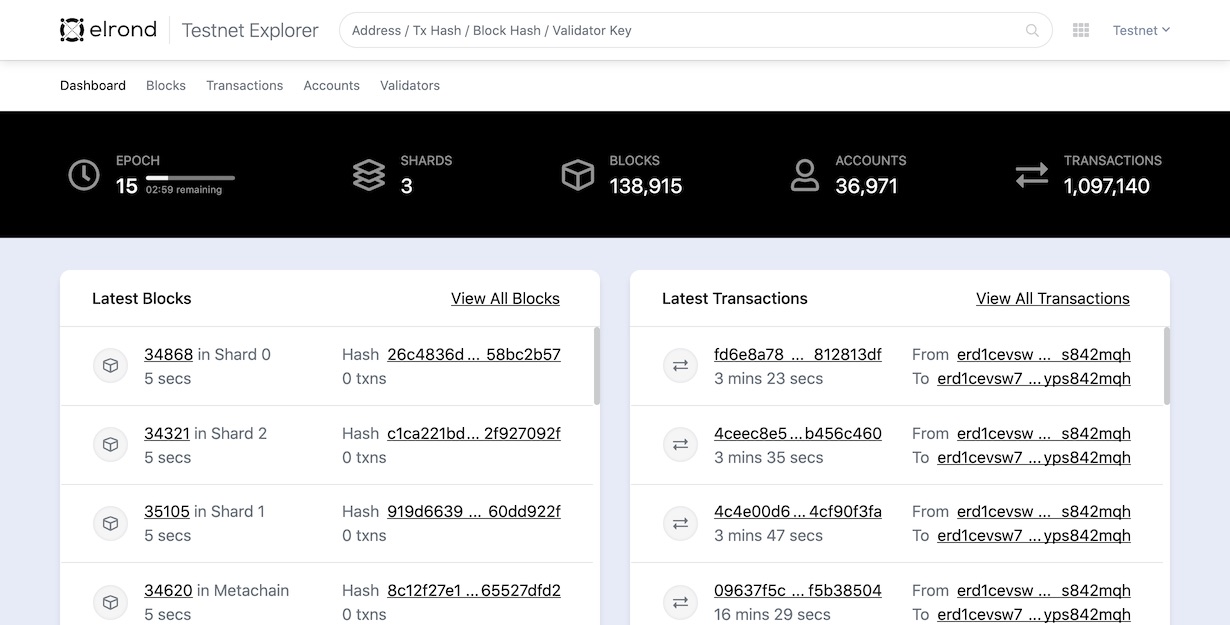 elrond Testnet Explorer Address / Tx Hash / Block Hash / Validator Key Testnet
Dashboard Blocks Transactions Accounts Validators
EPOCH SHARDS BLOCKS ACCOUNTS TRANSACTIONS
15 02:59 remaining 3 138,915 36,971 1,097,140
Latest Blocks View All Blocks
34868 in Shard 0 Hash 26c4836d ... 58bc2b57
5 secs 0 txns
34321 in Shard 2 Hash c1ca221bd ... 2f927092f
5 secs 0 txns
35105 in Shard 1 Hash 919d6639 ... 60dd922f
5 secs 0 txns
34620 in Metachain Hash 8c12f27e1 ... 65527dfd2
5 secs 0 txns
Latest Transactions View All Transactions
fd6e8a78 ... 812813df From erd1cevsw ... s842mqh
3 mins 23 secs To erd1cevsw7 ... yps842mqh
4ceec8e5 ... b456c460 From erd1cevsw ... s842mqh
3 mins 35 secs To erd1cevsw7 ... yps842mqh
4c4e00d6 ... 4cf90f3fa From erd1cevsw ... s842mqh
3 mins 47 secs To erd1cevsw7 ... yps842mqh
09637f5c ... f5b38504 From erd1cevsw ... s842mqh
16 mins 29 secs To erd1cevsw7 ... yps842mqh